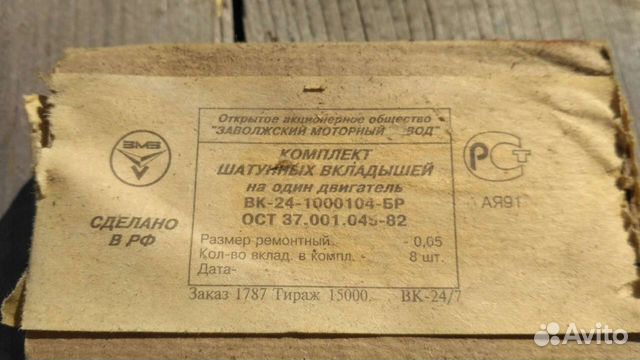 Открытое акционерное общество
"ЗАВОЛЖСКИЙ МОТОРНЫЙ ВОД"
ЗМЗ
КОМПЛЕКТ
ШАТУННЫХ ВКЛАДЫШЕЙ
на один двигатель
ВК-24-1000104-БР
ОСТ 37.001.045-82
РСТ
АЯ91
СДЕЛАНО
В РФ
Размер ремонтный - 0,05
Кол-во вклад. в компл. - 8 шт.
Дата-
Заказ 1787 Тираж 15000. ВК-24/7
Avito